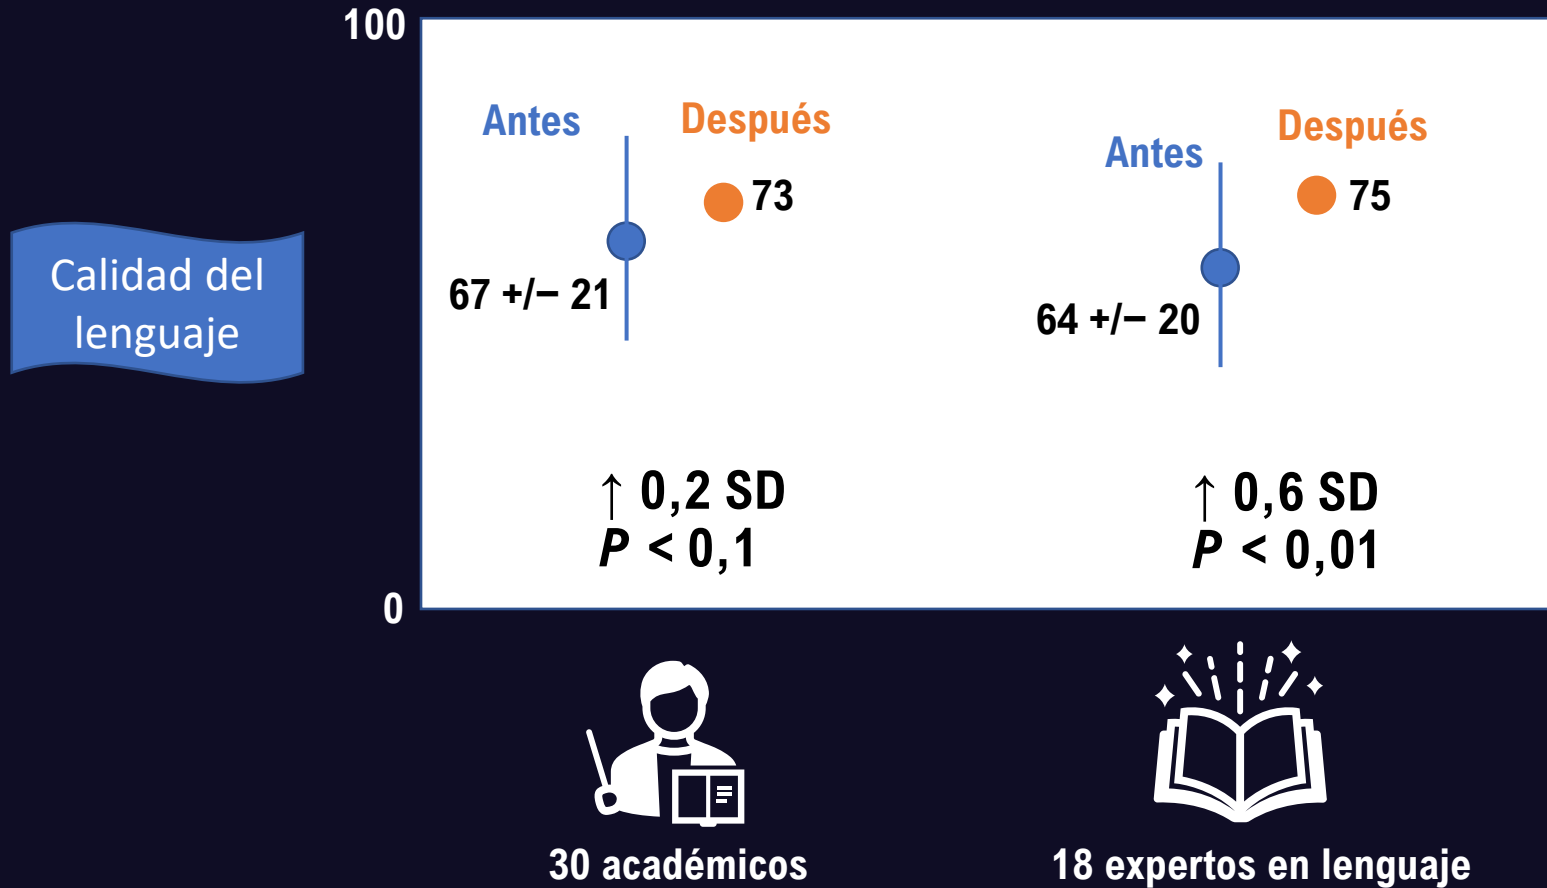 100
Antes
Después
73
67 +/− 21
Antes
Después
75
64 +/− 20
Calidad del
lenguaje
↑ 0,2 SD
P < 0,1
↑ 0,6 SD
P < 0,01
0
30 académicos
18 expertos en lenguaje